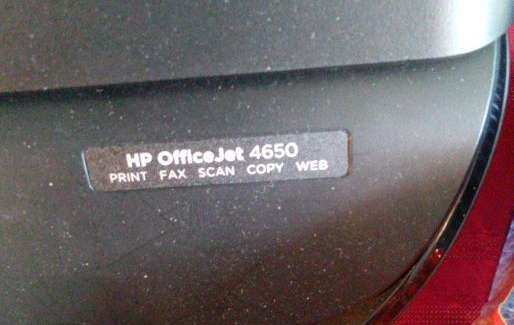 HP OfficeJet 4650
PRINT FAX SCAN COPY WEB